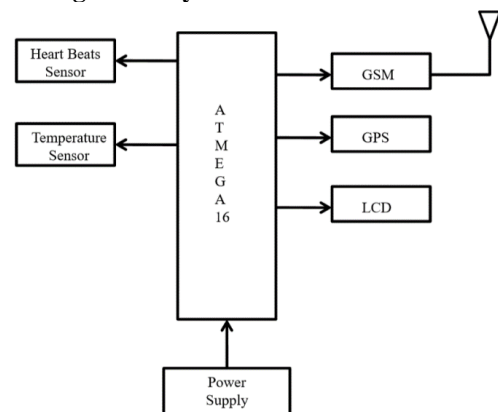 Heart Beats
Sensor
Temperature
Sensor
A
T
M
E
G
A
16
GSM
GPS
LCD
Power
Supply